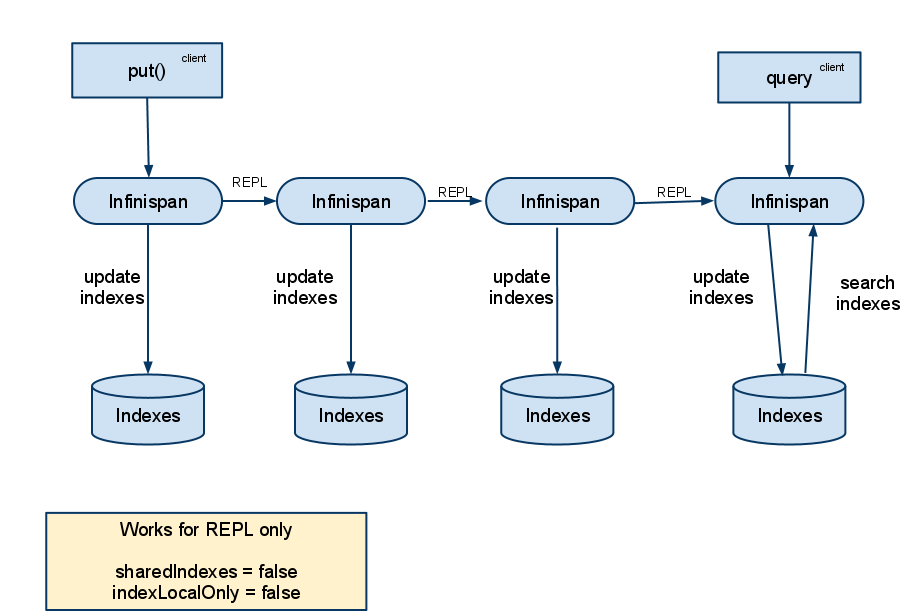 put()
client
query
client
Infinispan
REPL
Infinispan
REPL
Infinispan
REPL
Infinispan
update
indexes
update
indexes
update
indexes
update
indexes
search
indexes
Indexes
Indexes
Indexes
Indexes
Works for REPL only
sharedIndexes = false
indexLocalOnly = false